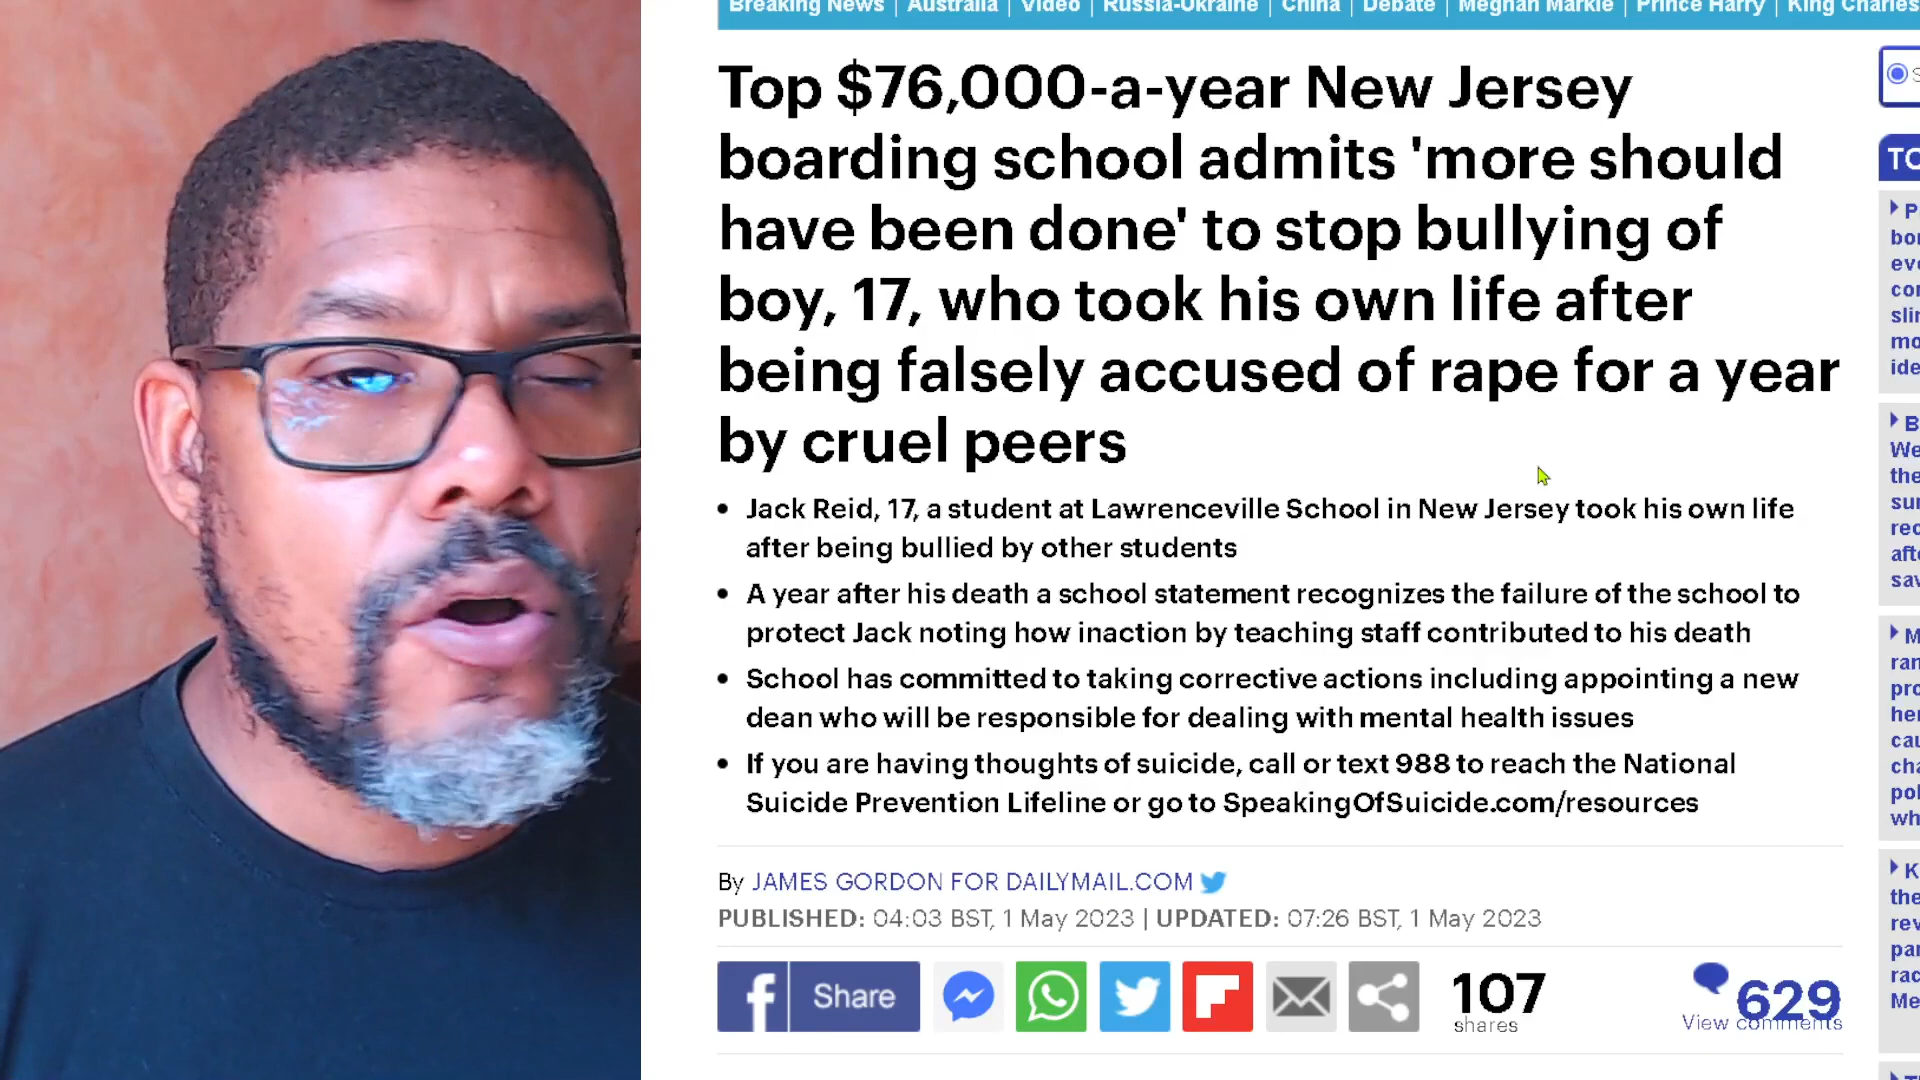 Breaking News | Australia | Video | Russia-Ukraine | China | Debate | Meghan Markle | Prince Harry | King Charles
Top $76,000-a-year New Jersey
boarding school admits 'more should
have been done' to stop bullying of
boy, 17, who took his own life after
being falsely accused of rape for a year
by cruel peers
• Jack Reid, 17, a student at Lawrenceville School in New Jersey took his own life
after being bullied by other students
• A year after his death a school statement recognizes the failure of the school to
protect Jack noting how inaction by teaching staff contributed to his death
• School has committed to taking corrective actions including appointing a new
dean who will be responsible for dealing with mental health issues
• If you are having thoughts of suicide, call or text 988 to reach the National
Suicide Prevention Lifeline or go to SpeakingOfSuicide.com/resources
By JAMES GORDON FOR DAILYMAIL.COM
PUBLISHED: 04:03 BST, 1 May 2023 | UPDATED: 07:26 BST, 1 May 2023
Share
107
shares
629
View comments